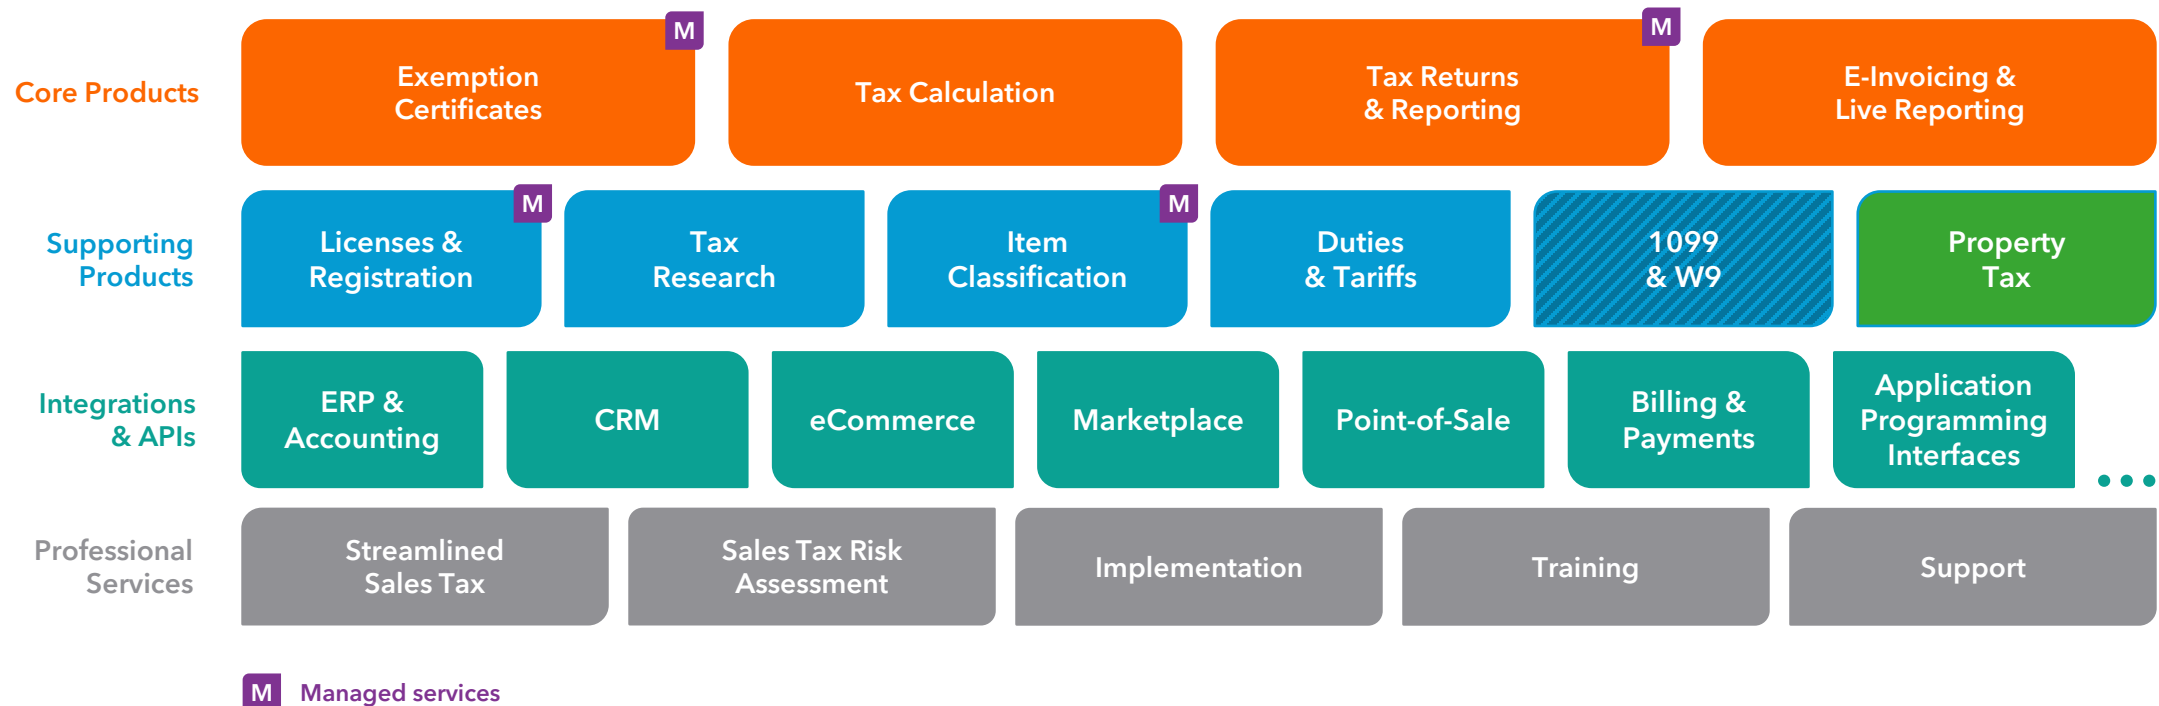 Core Products
M
Exemption
Certificates
Tax Calculation
M
Tax Returns
& Reporting
E-Invoicing &
Live Reporting
Supporting
Products
M
Licenses &
Registration
Tax
Research
M
Item
Classification
Duties
& Tariffs
1099
& W9
Property
Tax
Integrations
& APIs
ERP &
Accounting
CRM
eCommerce
Marketplace
Point-of-Sale
Billing &
Payments
Application
Programming
Interfaces
Professional
Services
Streamlined
Sales Tax
Sales Tax Risk
Assessment
Implementation
Training
Support
M Managed services